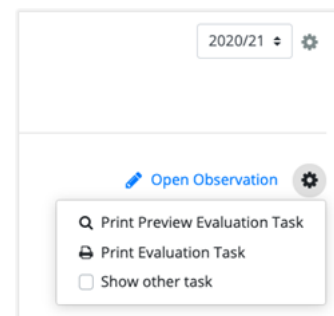 2020/21
Open Observation
Print Preview Evaluation Task
Print Evaluation Task
Show other task